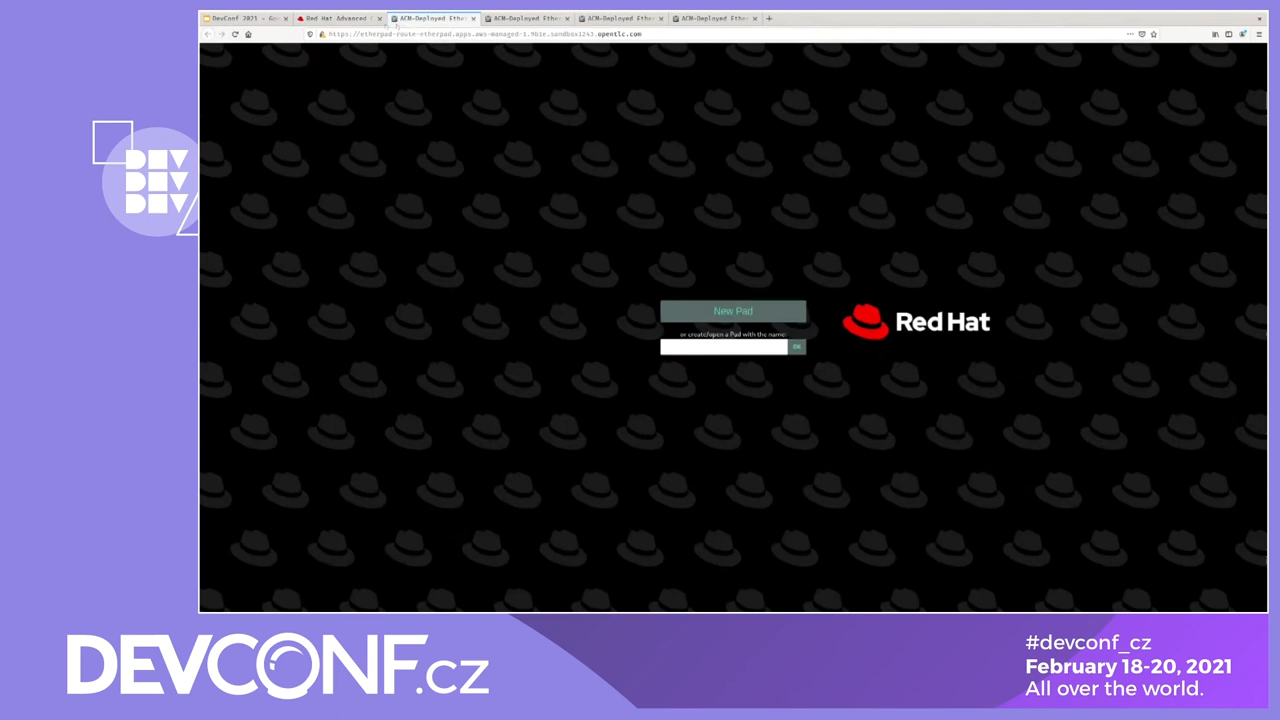 DevConf 2021 – Goo
Red Hat Advanced C
ACM-Deployed Ether
ACM-Deployed Ether
ACM-Deployed Ether
ACM-Deployed Ether
https://etherpad-route-etherpad.apps.aws-managed-1.9b1e.sandbox1243.opentlc.com
DEV
DEV
DEV
New Pad
or create/open a Pad with the name:
OK
Red Hat
DEVCONF.cz
#devconf_cz
February 18-20, 2021
All over the world.